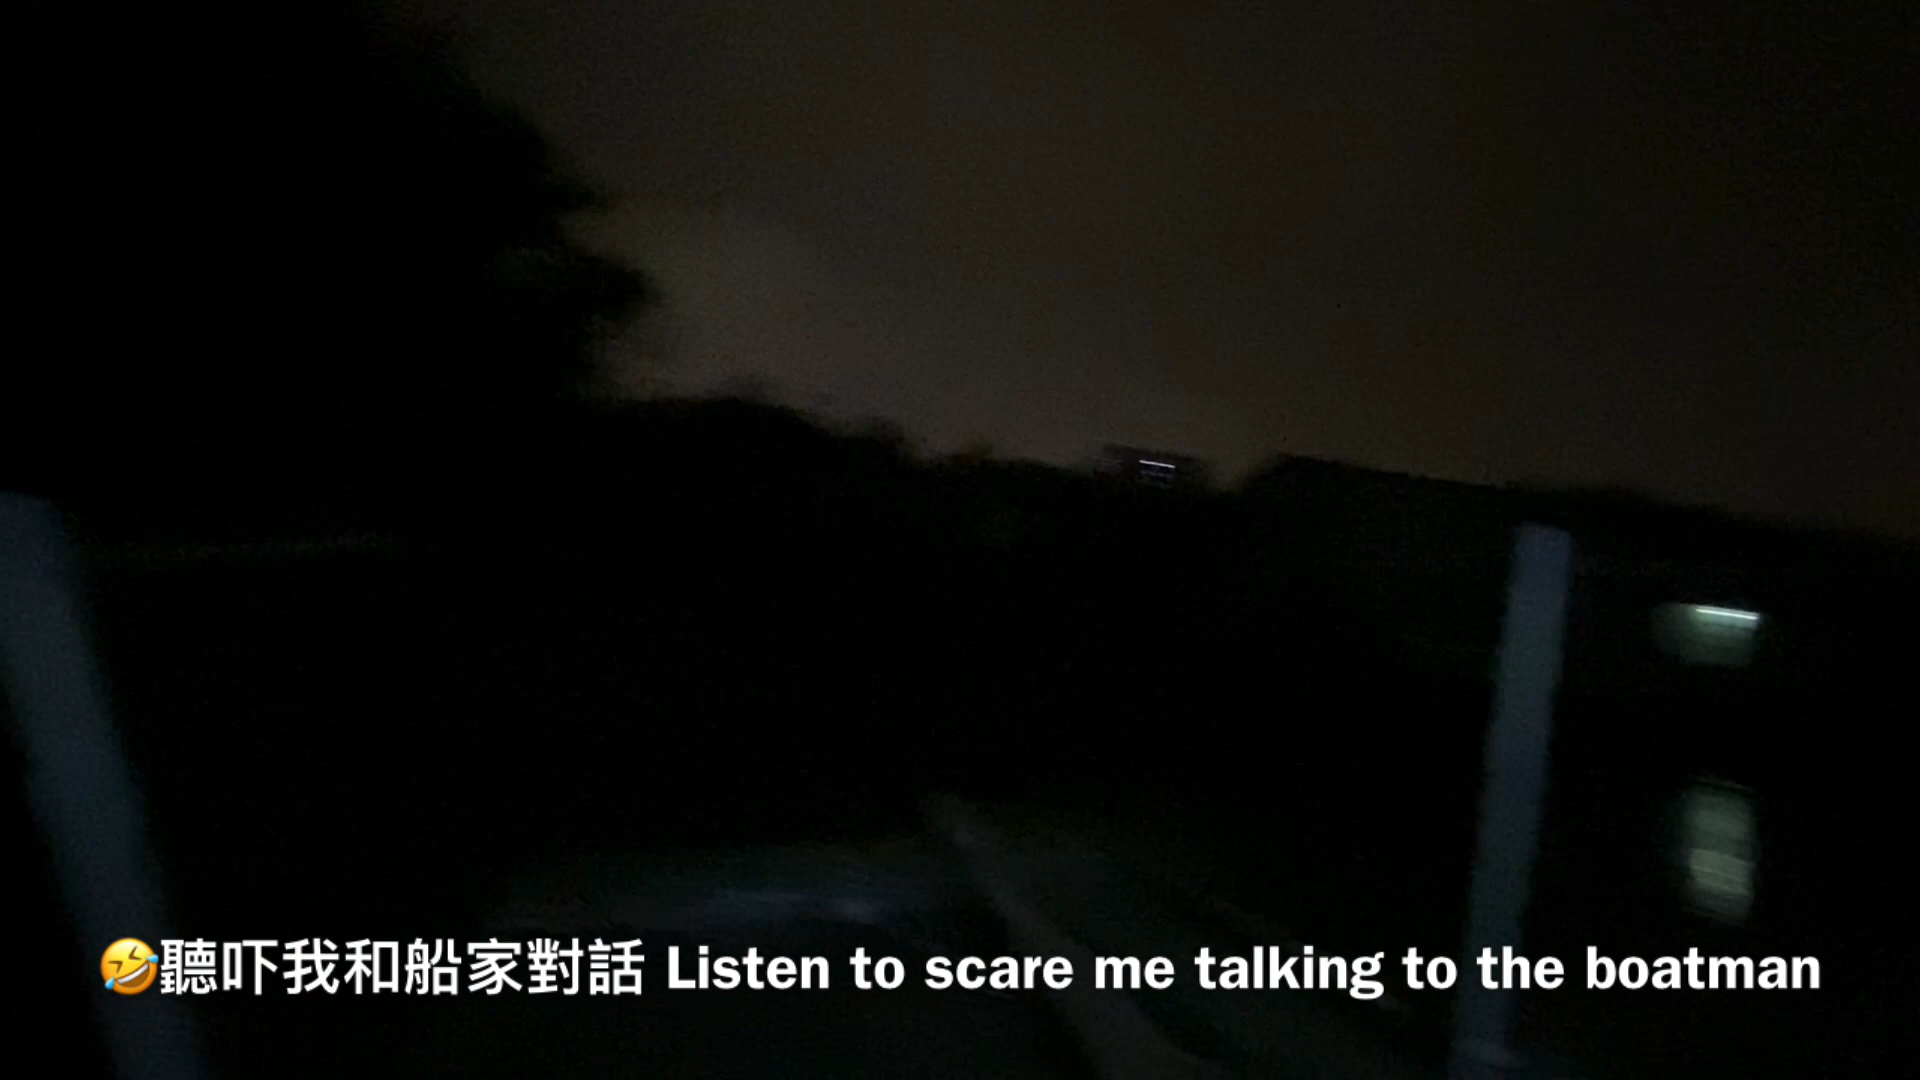 🤣聽吓我和船家對話 Listen to scare me talking to the boatman